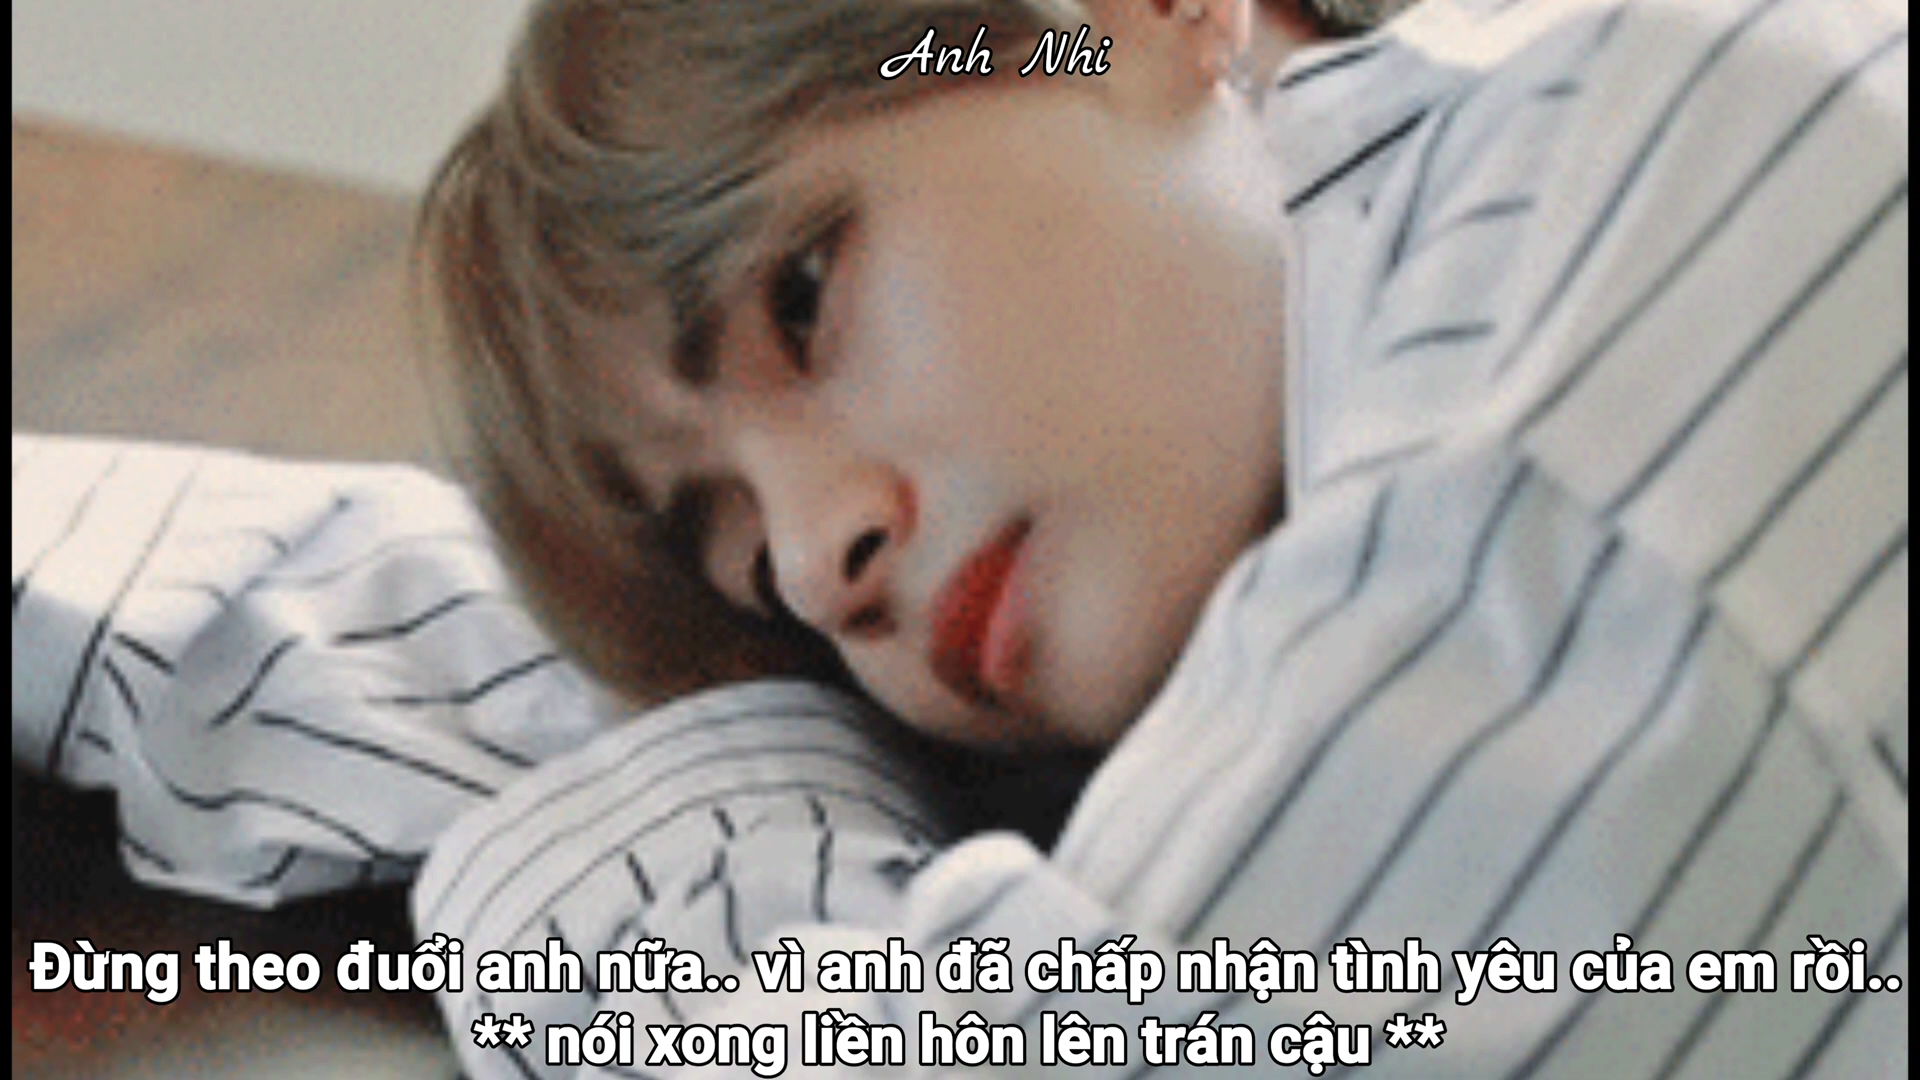 Anh Nhi
Đừng theo đuổi anh nữa.. vì anh đã chấp nhận tình yêu của em rồi..
** nói xong liền hôn lên trán cậu **